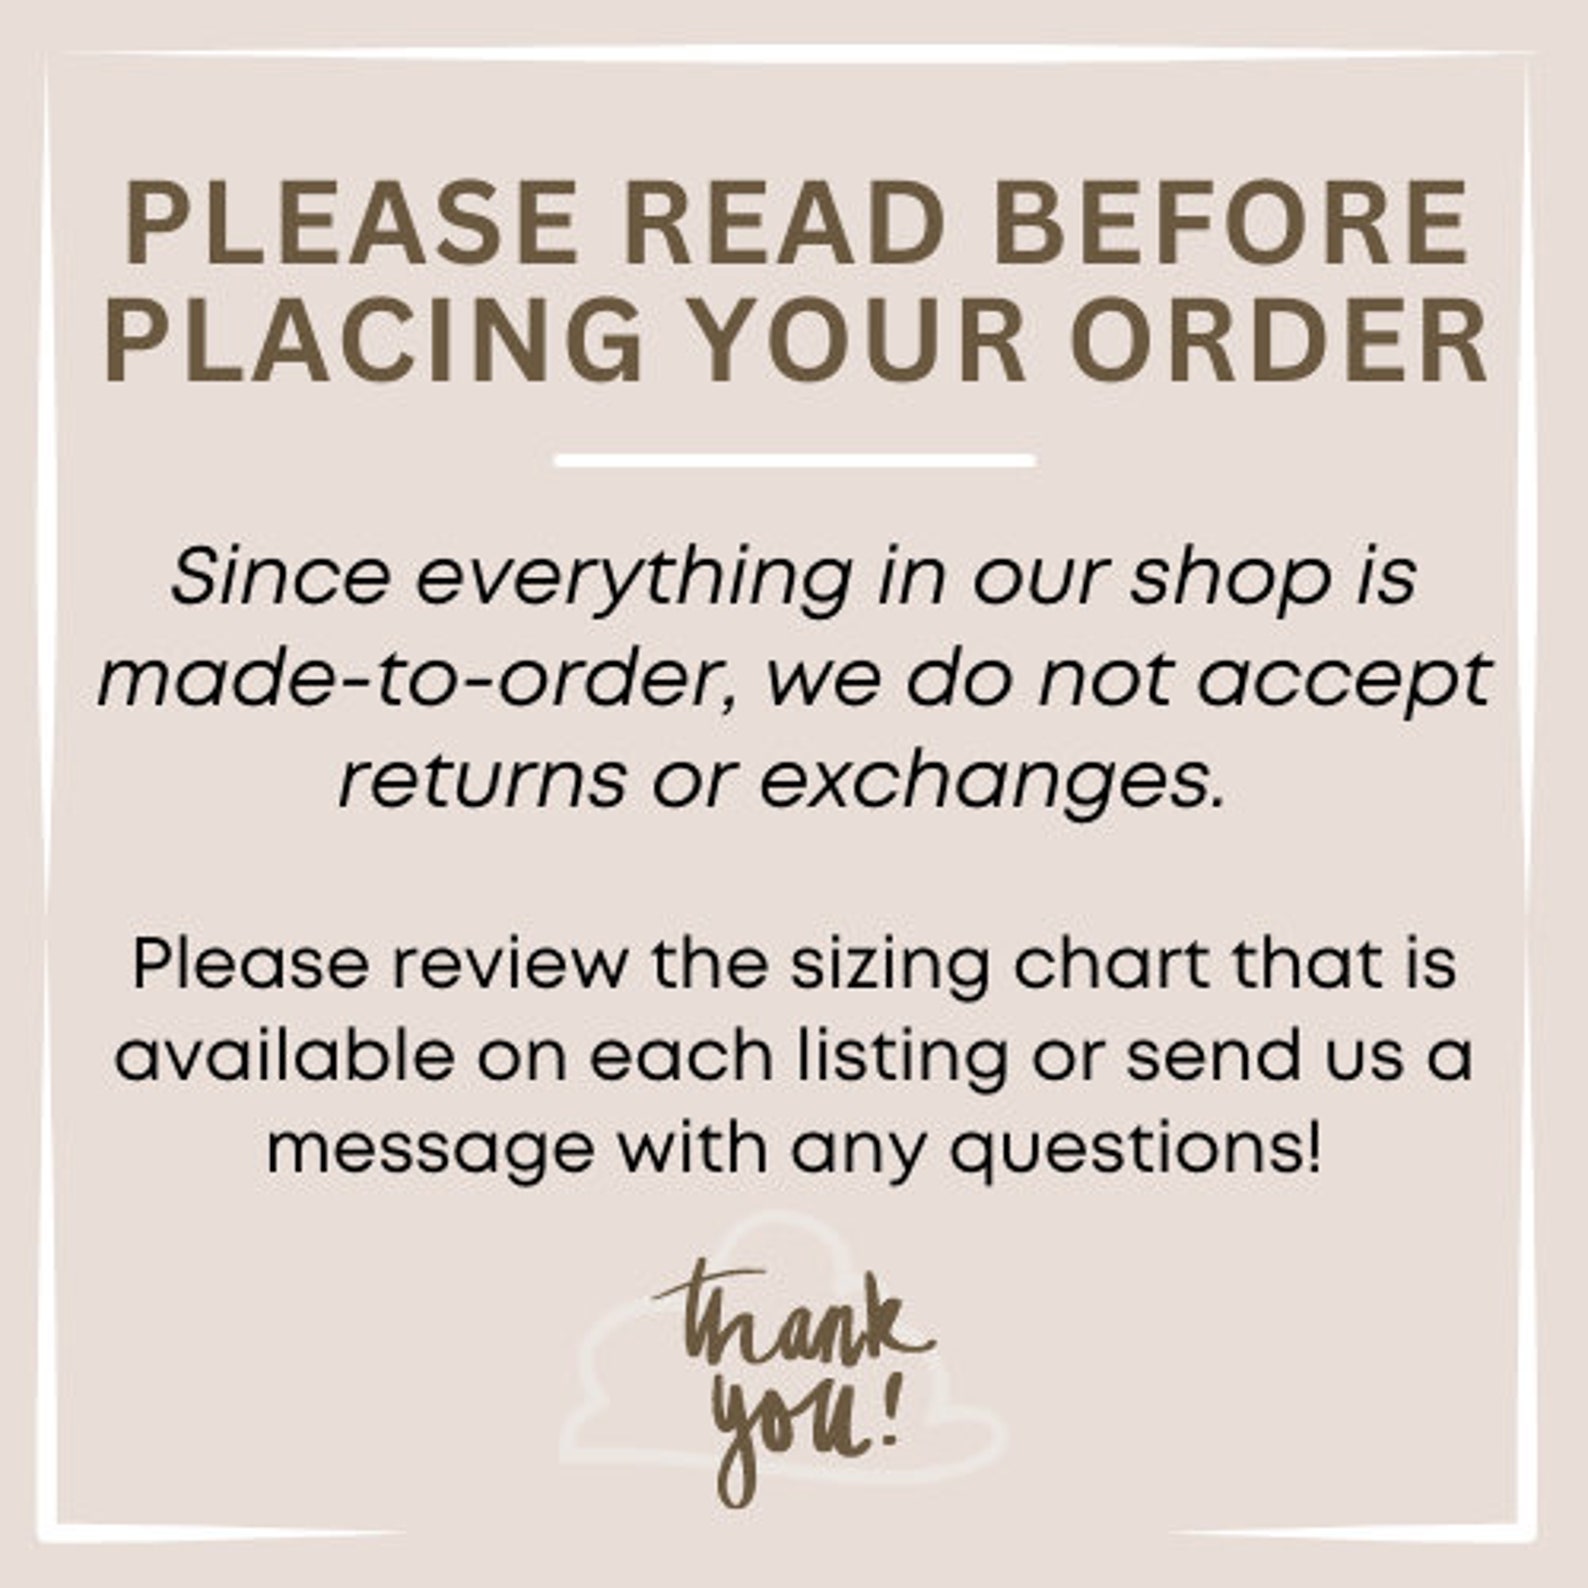 PLEASE READ BEFORE
PLACING YOUR ORDER
Since everything in our shop is
made-to-order, we do not accept
returns or exchanges.
Please review the sizing chart that is
available on each listing or send us a
message with any questions!
thank
you!